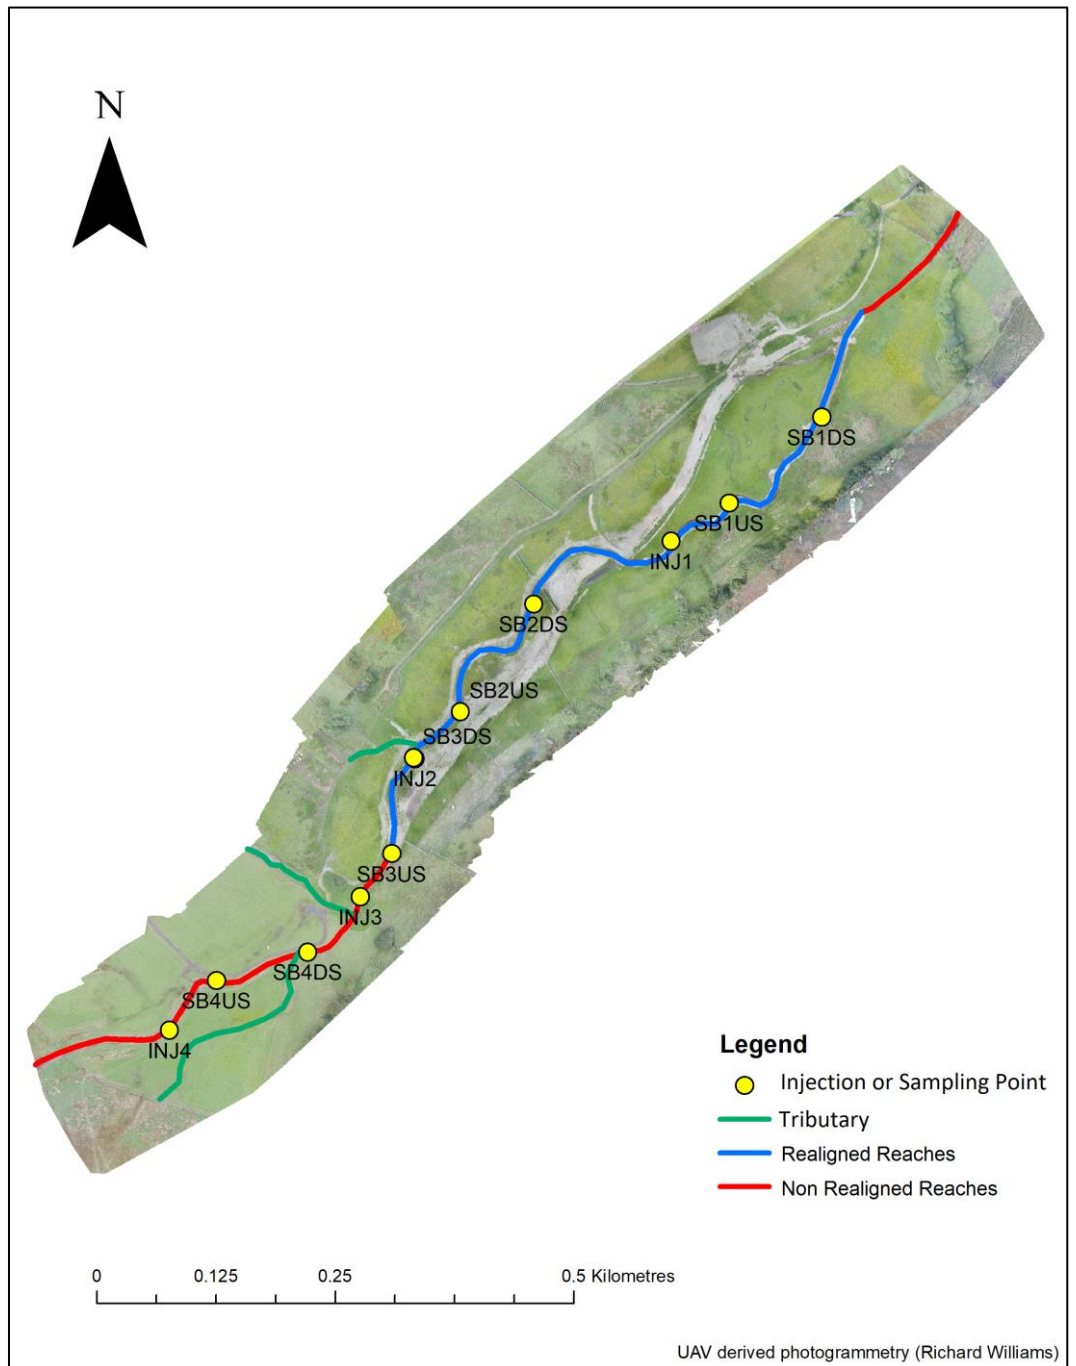 N
SB1DS
SB1US
INJ1
SB2DS
SB2US
SB3DS
INJ2
SB3US
INJ3
SB4DS
SB4US
INJ4
Legend
Injection or Sampling Point
Tributary
Realigned Reaches
Non Realigned Reaches
0 0.125 0.25 0.5 Kilometres
UAV derived photogrammetry (Richard Williams)